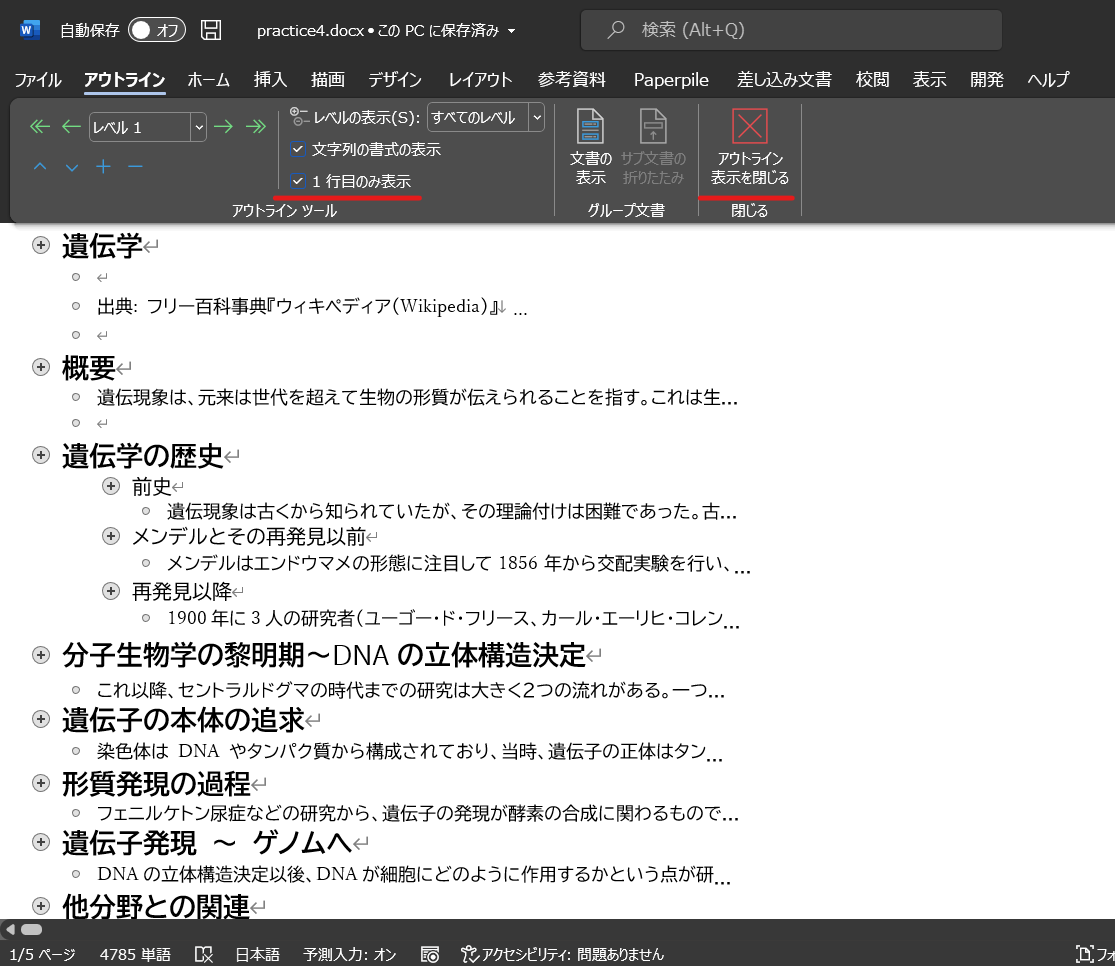 自動保存 オフ practice4.docx • この PC に保存済み 検索 (Alt+Q)
ファイル アウトライン ホーム 挿入 描画 デザイン レイアウト 参考資料 Paperpile 差し込み文書 校閲 表示 開発 ヘルプ
レベル 1
レベルの表示(S): すべてのレベル
文字列の書式の表示
1 行目のみ表示
アウトライン ツール
文書の
表示
サブ文書の
折りたたみ
グループ文書
アウトライン
表示を閉じる
閉じる
遺伝学↵
↵
出典: フリー百科事典『ウィキペディア(Wikipedia)』↓ ...
↵
概要↵
遺伝現象は、元来は世代を超えて生物の形質が伝えられることを指す。これは生...
↵
遺伝学の歴史↵
前史↵
遺伝現象は古くから知られていたが、その理論付けは困難であった。古...
メンデルとその再発見以前↵
メンデルはエンドウマメの形態に注目して 1856 年から交配実験を行い、...
再発見以降↵
1900 年に 3 人の研究者(ユーゴー・ド・フリース、カール・エーリヒ・コレン...
分子生物学の黎明期～DNA の立体構造決定↵
これ以降、セントラルドグマの時代までの研究は大きく2つの流れがある。一つ...
遺伝子の本体の追求↵
染色体は DNA やタンパク質から構成されており、当時、遺伝子の正体はタン...
形質発現の過程↵
フェニルケトン尿症などの研究から、遺伝子の発現が酵素の合成に関わるもので...
遺伝子発現 ～ ゲノムへ↵
DNA の立体構造決定以後、DNA が細胞にどのように作用するかという点が研...
他分野との関連↵
1/5 ページ 4785 単語 日本語 予測入力: オン アクセシビリティ: 問題ありません フォ